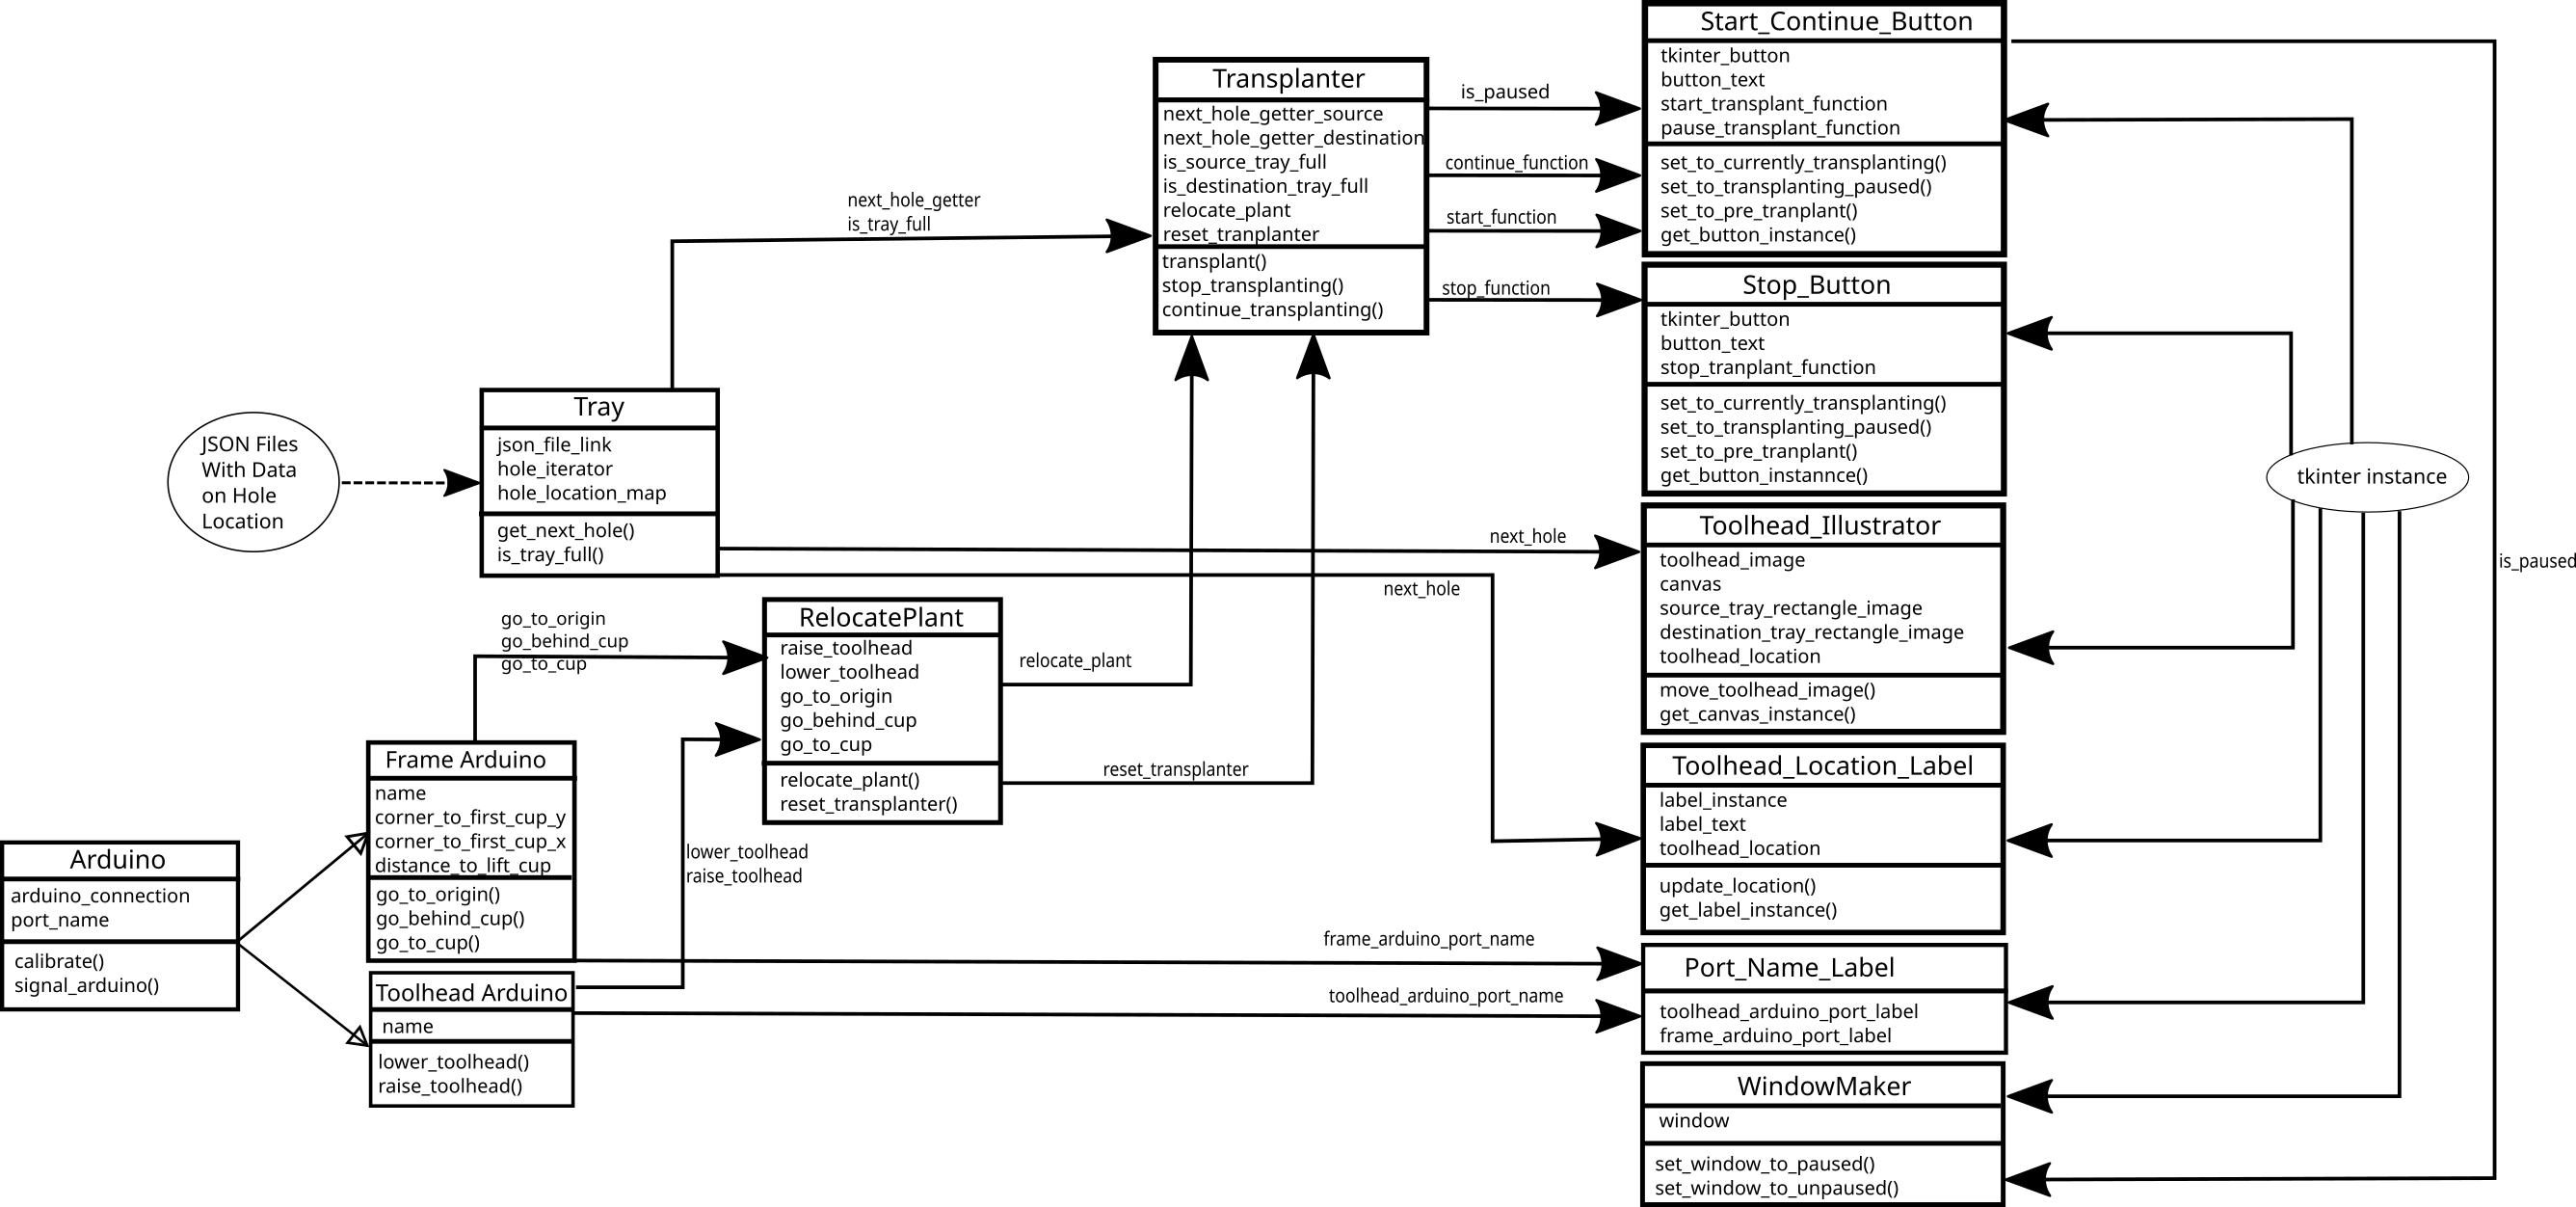 Start_Continue_Button
tkinter_button
button_text
start_transplant_function
pause_transplant_function
set_to_currently_transplanting()
set_to_transplanting_paused()
set_to_pre_tranplant()
get_button_instance()
Transplanter
next_hole_getter_source
next_hole_getter_destination
is_source_tray_full
is_destination_tray_full
relocate_plant
reset_tranplanter
transplant()
stop_transplanting()
continue_transplanting()
is_paused
continue_function
start_function
stop_function
next_hole_getter
is_tray_full
Stop_Button
tkinter_button
button_text
stop_tranplant_function
set_to_currently_transplanting()
set_to_transplanting_paused()
set_to_pre_tranplant()
get_button_instannce()
JSON Files
With Data
on Hole
Location
Tray
json_file_link
hole_iterator
hole_location_map
get_next_hole()
is_tray_full()
tkinter instance
is_paused
next_hole
next_hole
Toolhead_Illustrator
toolhead_image
canvas
source_tray_rectangle_image
destination_tray_rectangle_image
toolhead_location
move_toolhead_image()
get_canvas_instance()
go_to_origin
go_behind_cup
go_to_cup
RelocatePlant
raise_toolhead
lower_toolhead
go_to_origin
go_behind_cup
go_to_cup
relocate_plant()
reset_transplanter()
relocate_plant
reset_transplanter
Toolhead_Location_Label
label_instance
label_text
toolhead_location
update_location()
get_label_instance()
Frame Arduino
name
corner_to_first_cup_y
corner_to_first_cup_x
distance_to_lift_cup
go_to_origin()
go_behind_cup()
go_to_cup()
Arduino
arduino_connection
port_name
calibrate()
signal_arduino()
lower_toolhead
raise_toolhead
Toolhead Arduino
name
lower_toolhead()
raise_toolhead()
frame_arduino_port_name
toolhead_arduino_port_name
Port_Name_Label
toolhead_arduino_port_label
frame_arduino_port_label
WindowMaker
window
set_window_to_paused()
set_window_to_unpaused()